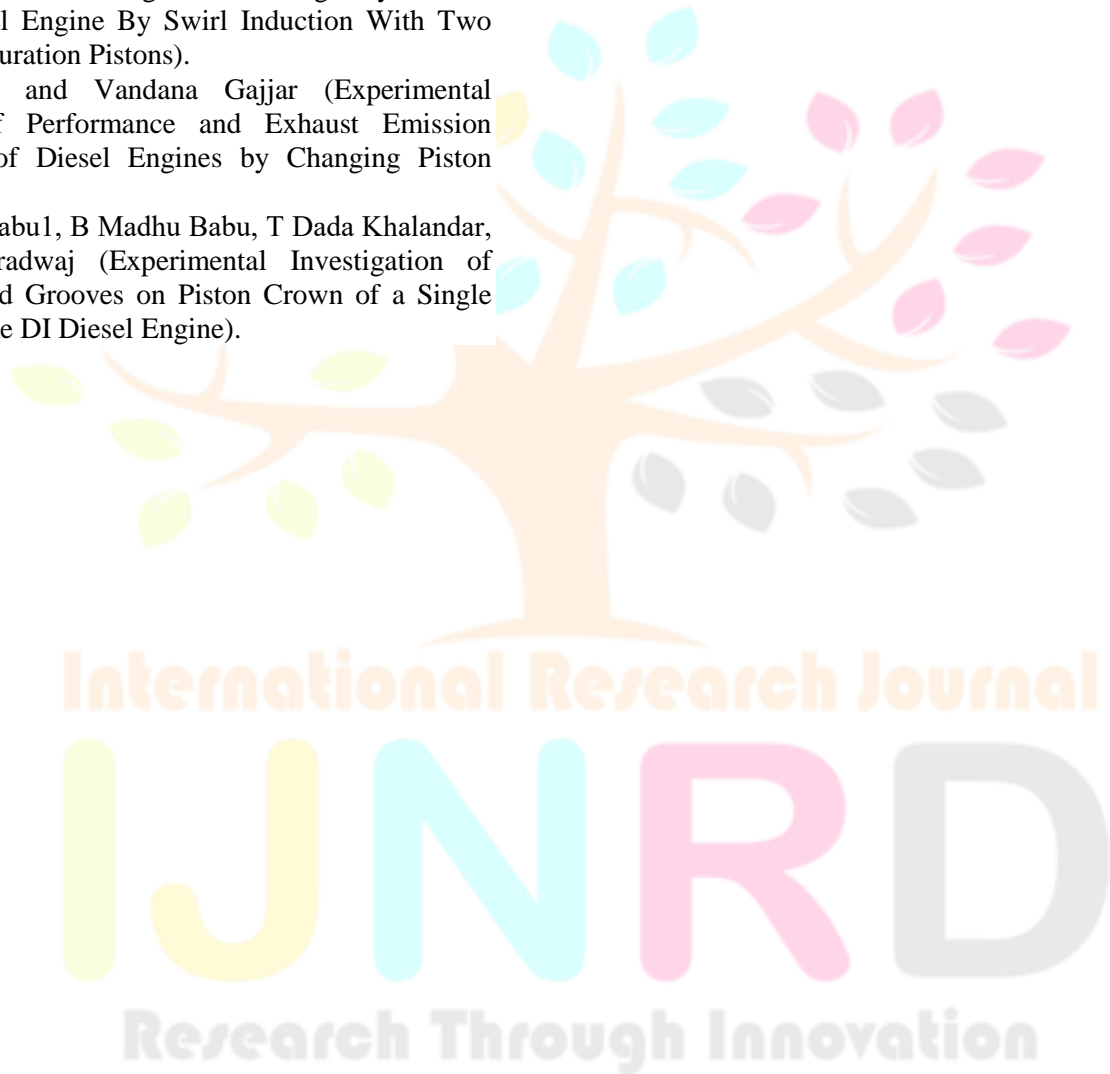 l Engine By Swirl Induction With Two
uration Pistons).
and Vandana Gajjar (Experimental
f Performance and Exhaust Emission
of Diesel Engines by Changing Piston
abu1, B Madhu Babu, T Dada Khalandar,
radwaj (Experimental Investigation of
d Grooves on Piston Crown of a Single
e DI Diesel Engine).
International Research Journal
IJNRD
Research Through Innovation